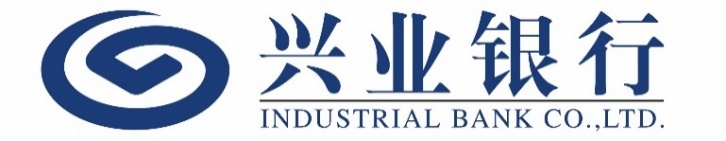 兴业银行
INDUSTRIAL BANK CO.,LTD.